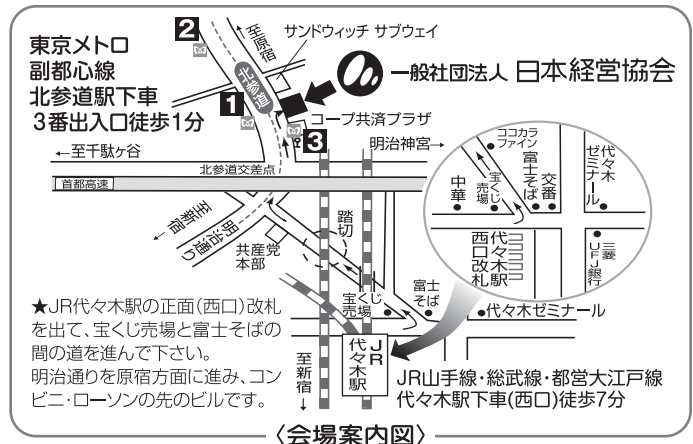 2
至原宿
サンドウィッチ サブウェイ
東京メトロ
副都心線
北参道駅下車
3番出入口徒歩1分
北参道
一般社団法人 日本経営協会
1
コープ共済プラザ
3
←至千駄ヶ谷
明治神宮→
北参道交差点
首都高速
至新宿
明治通り
共産党
本部
踏切
ココカラ
ファイン
中華
宝くじ
売場
富士そば
交番
代々木
ゼミナール
代々木駅
西口改札
三菱
UFJ銀行
宝くじ
売場
富士
そば
代々木ゼミナール
★JR代々木駅の正面(西口)改札
を出て、宝くじ売場と富士そばの
間の道を進んで下さい。
明治通りを原宿方面に進み、コン
ビニ・ローソンの先のビルです。
至新宿
JR
代々木駅
JR山手線・総武線・都営大江戸線
代々木駅下車(西口)徒歩7分
〈会場案内図〉